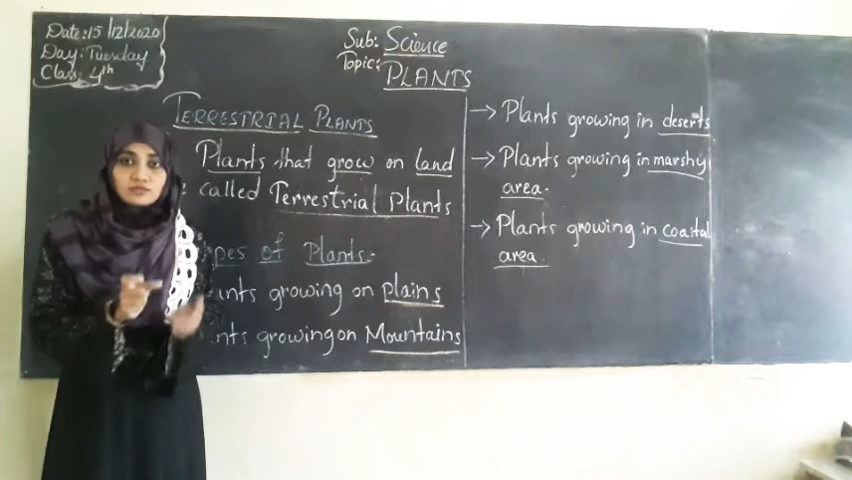 Date: 15/12/2020
Day: Tuesday
Class: 4th
Sub: Science
Topic: PLANTS
TERRESTRIAL PLANTS
Plants that grow on land
called Terrestrial Plants
of Plants:-
growing on plains
growing on Mountains
→ Plants growing in deserts
→ Plants growing in marshy
area.
→ Plants growing in coastal
area.